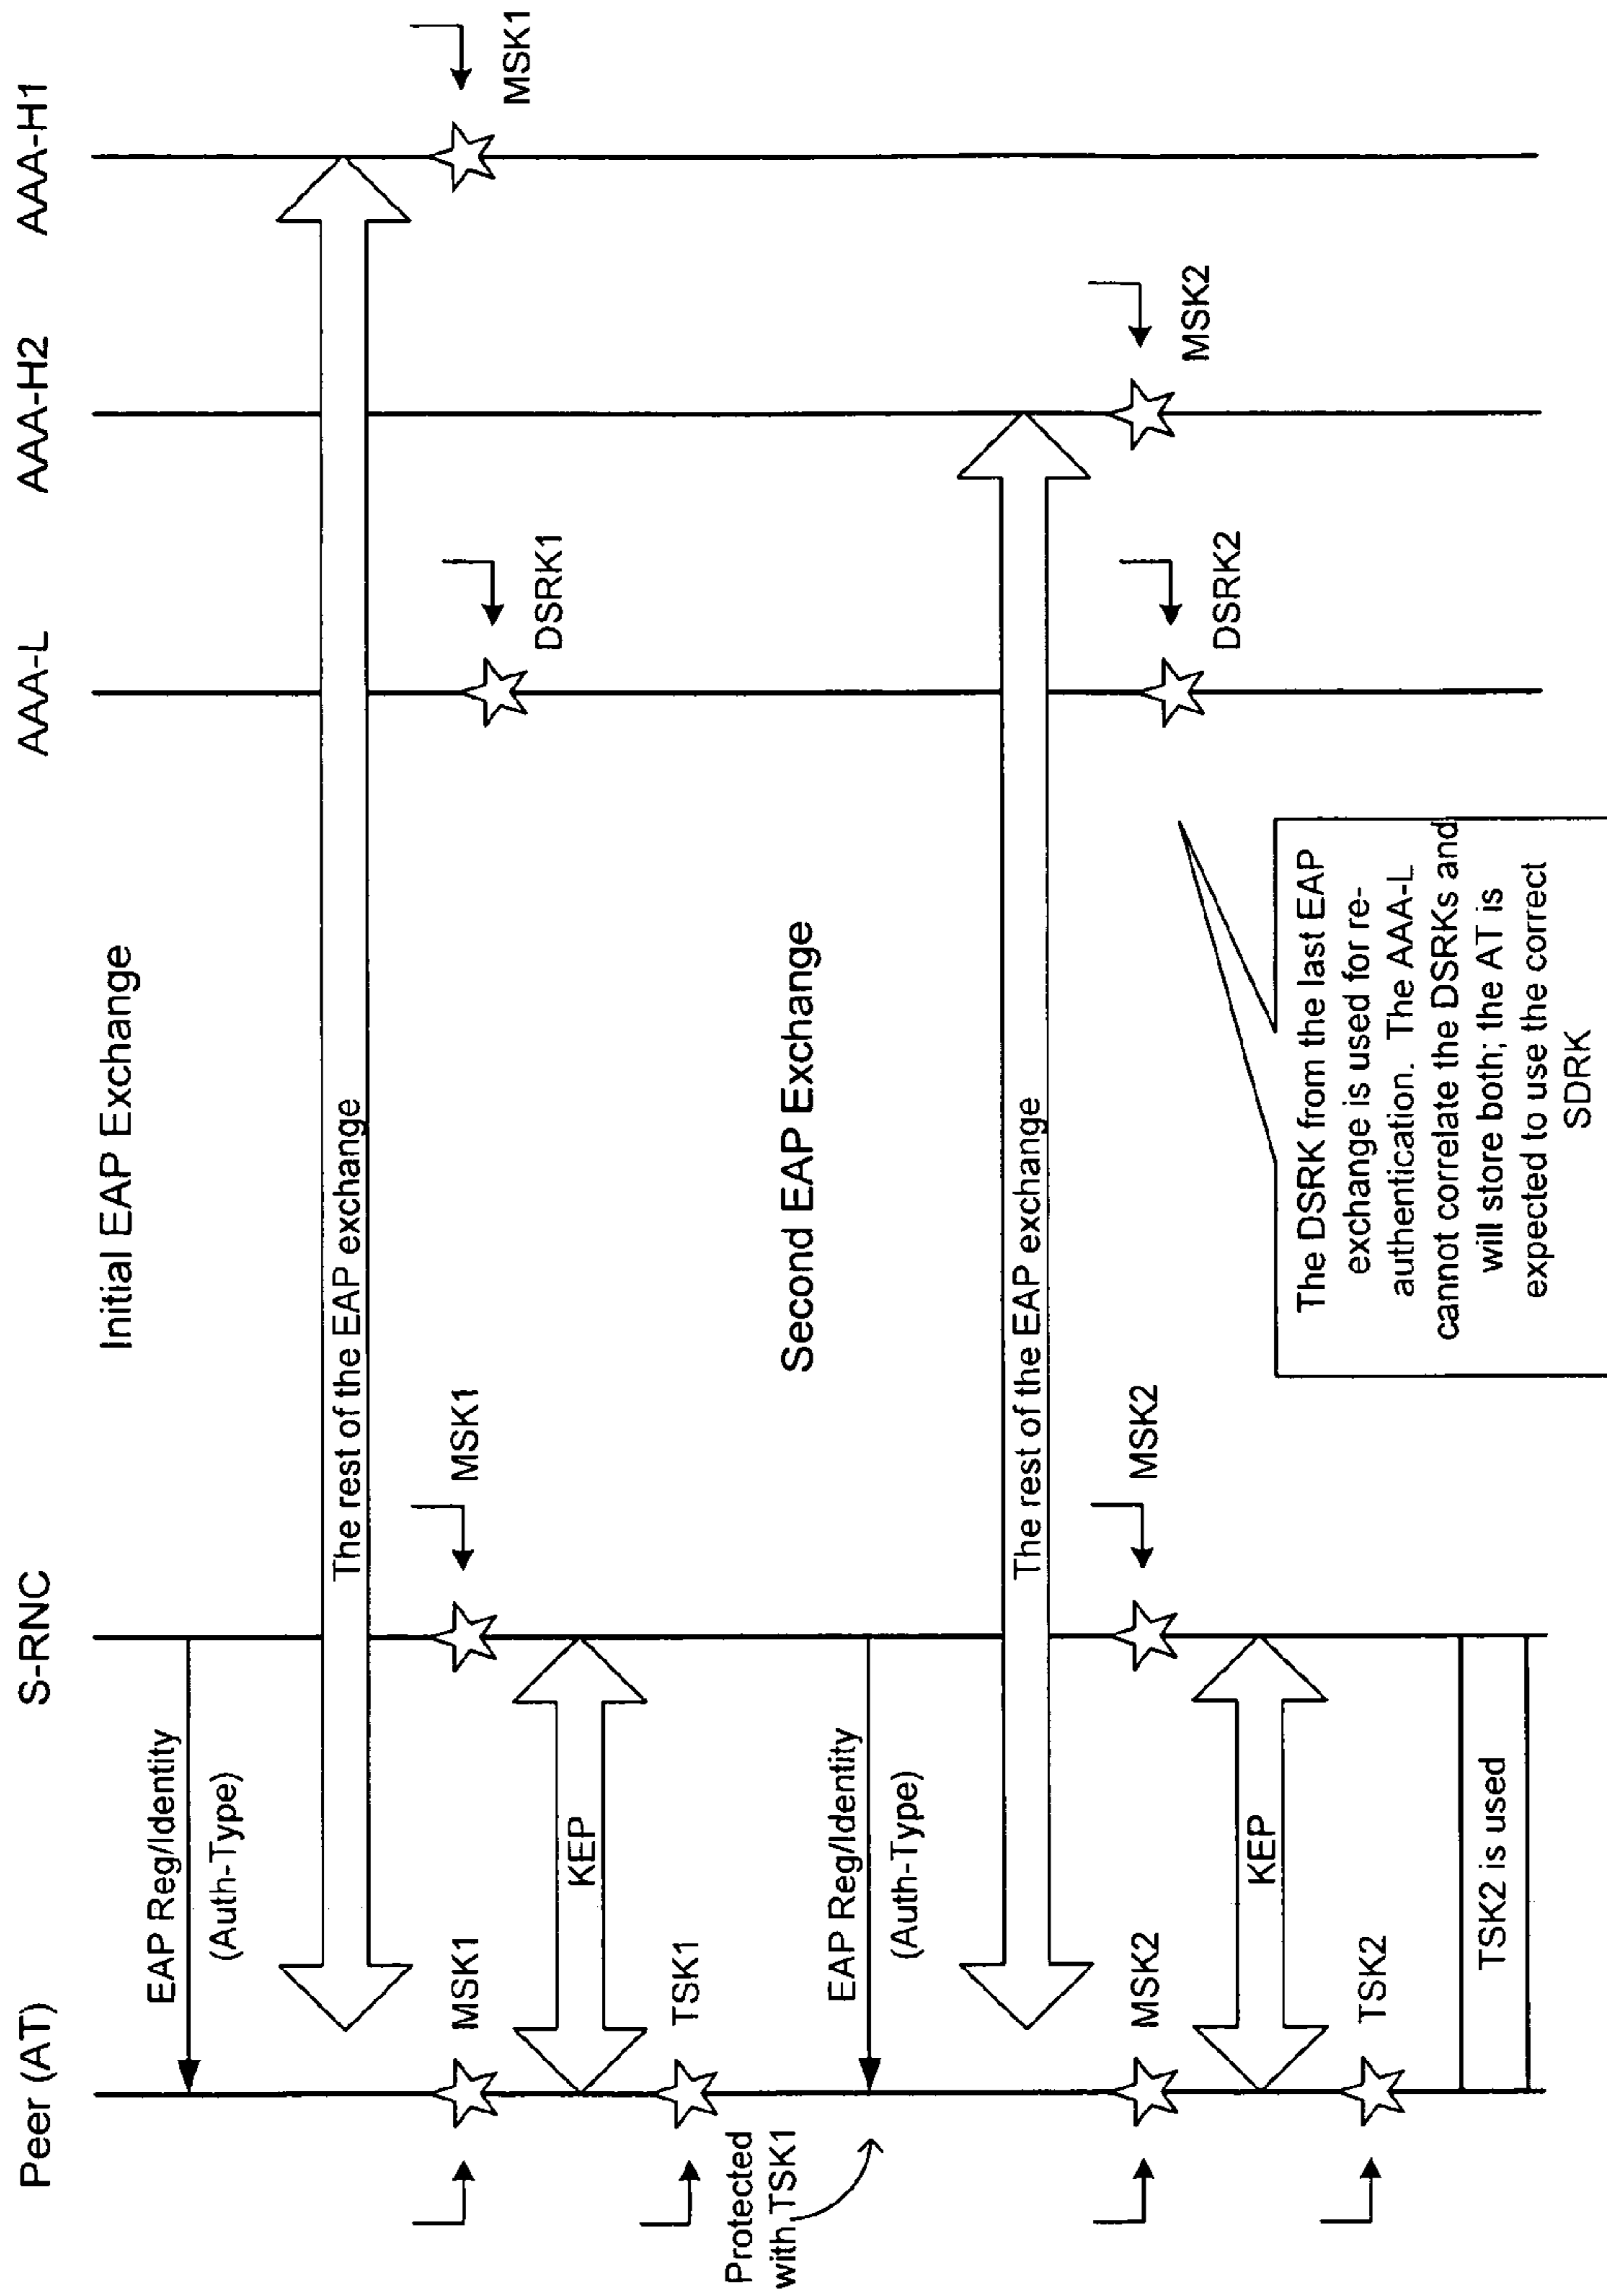 Peer (AT)
S-RNC
AAA-L
AAA-H2
AAA-H1
Initial EAP Exchange
EAP Reg/Identity
(Auth-Type)
The rest of the EAP exchange
MSK1
MSK1
MSK1
DSRK1
KEP
TSK1
Protected
with TSK1
Second EAP Exchange
EAP Reg/Identity
(Auth-Type)
The rest of the EAP exchange
MSK2
MSK2
MSK2
DSRK2
KEP
TSK2
The DSRK from the last EAP
exchange is used for re-
authentication. The AAA-L
cannot correlate the DSRKs and
will store both; the AT is
expected to use the correct
SDRK
TSK2 is used